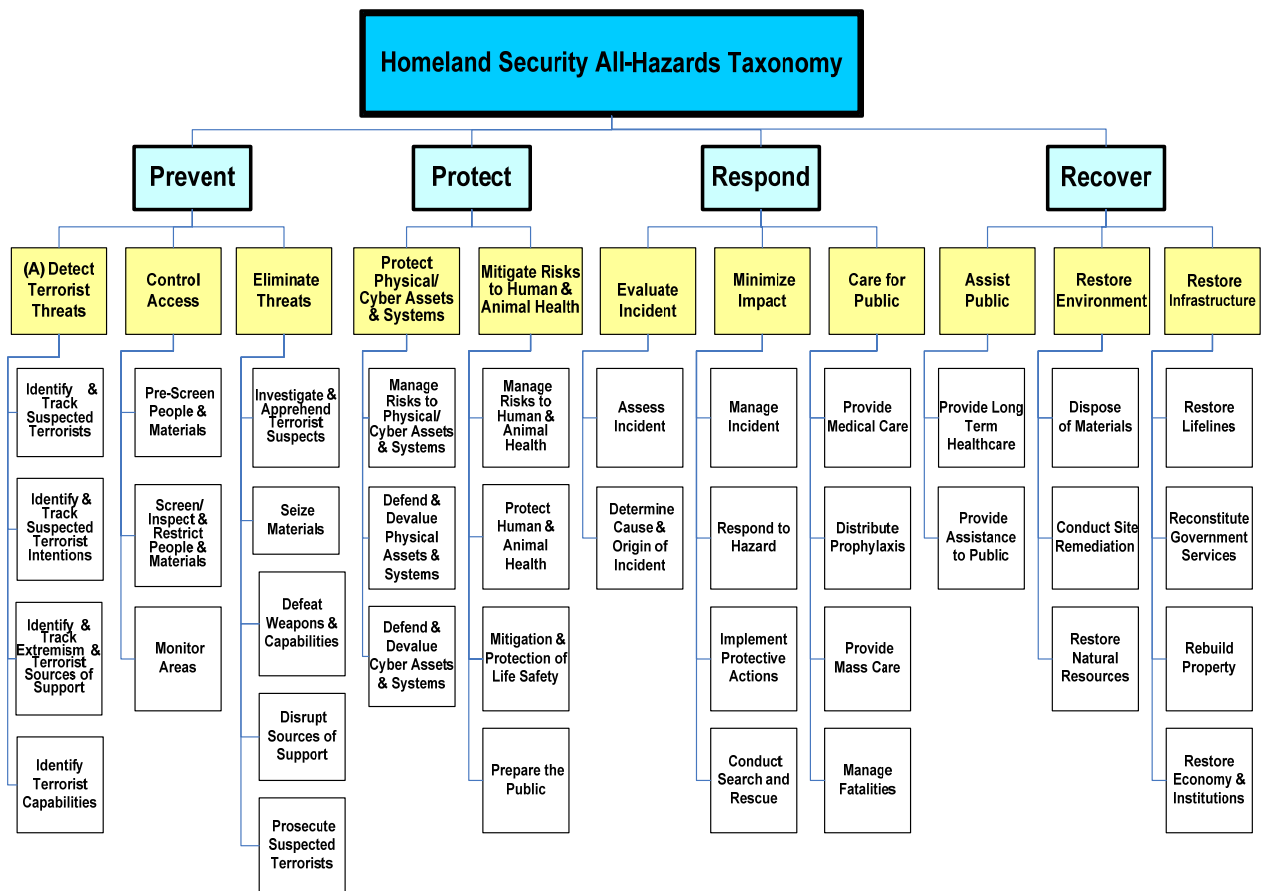 Homeland Security All-Hazards Taxonomy
Prevent
Protect
Respond
Recover
(A) Detect
Terrorist
Threats
Control
Access
Eliminate
Threats
Protect
Physical/
Cyber Assets
& Systems
Mitigate Risks
to Human &
Animal Health
Evaluate
Incident
Minimize
Impact
Care for
Public
Assist
Public
Restore
Environment
Restore
Infrastructure
Identify &
Track
Suspected
Terrorists
Identify &
Track
Suspected
Terrorist
Intentions
Identify &
Track
Extremism &
Terrorist
Sources of
Support
Identify
Terrorist
Capabilities
Pre-Screen
People &
Materials
Screen/
Inspect &
Restrict
People &
Materials
Monitor
Areas
Investigate &
Apprehend
Terrorist
Suspects
Seize
Materials
Defeat
Weapons &
Capabilities
Disrupt
Sources of
Support
Prosecute
Suspected
Terrorists
Manage
Risks to
Physical/
Cyber Assets
& Systems
Defend &
Devalue
Physical
Assets &
Systems
Defend &
Devalue
Cyber Assets
& Systems
Manage
Risks to
Human &
Animal
Health
Protect
Human &
Animal
Health
Mitigation &
Protection of
Life Safety
Prepare the
Public
Assess
Incident
Determine
Cause &
Origin of
Incident
Manage
Incident
Respond to
Hazard
Implement
Protective
Actions
Conduct
Search and
Rescue
Provide
Medical Care
Distribute
Prophylaxis
Provide
Mass Care
Manage
Fatalities
Provide Long
Term
Healthcare
Provide
Assistance
to Public
Dispose
of Materials
Conduct Site
Remediation
Restore
Natural
Resources
Restore
Lifelines
Reconstitute
Government
Services
Rebuild
Property
Restore
Economy &
Institutions